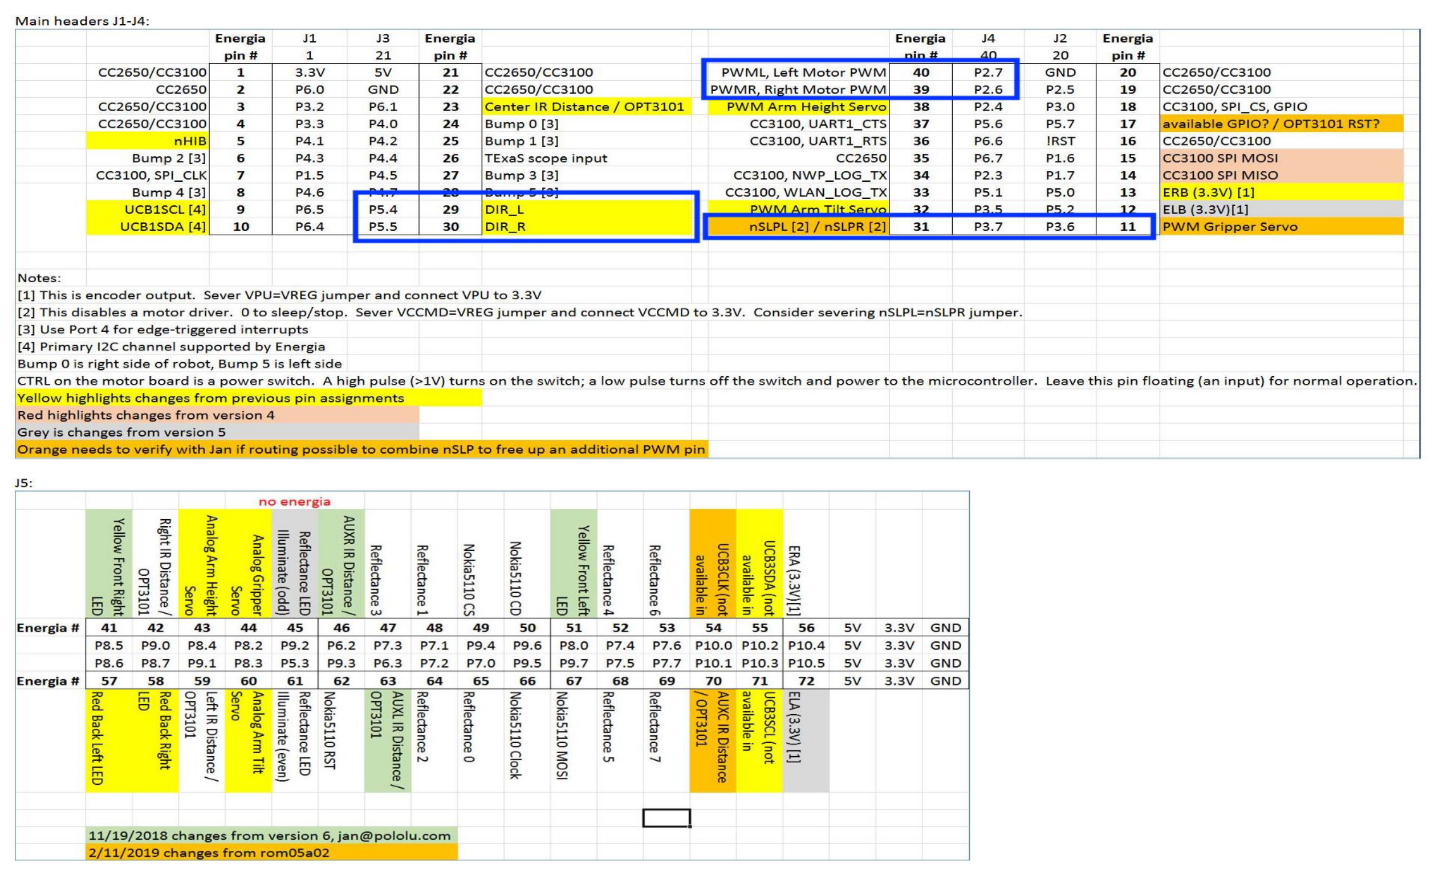 Main headers J1-J4:
Energia J1 J3 Energia Energia J4 J2 Energia
pin # 1 21 pin # pin # 40 20 pin #
CC2650/CC3100 1 3.3V 5V 21 CC2650/CC3100 PWML, Left Motor PWM 40 P2.7 GND 20 CC2650/CC3100
CC2650 2 P6.0 GND 22 CC2650/CC3100 PWMR, Right Motor PWM 39 P2.6 P2.5 19 CC2650/CC3100
CC2650/CC3100 3 P3.2 P6.1 23 Center IR Distance / OPT3101 PWM Arm Height Servo 38 P2.4 P3.0 18 CC3100, SPI_CS, GPIO
CC2650/CC3100 4 P3.3 P4.0 24 Bump 0 [3] CC3100, UART1_CTS 37 P5.6 P5.7 17 available GPIO? / OPT3101 RST?
nHIB 5 P4.1 P4.2 25 Bump 1 [3] CC3100, UART1_RTS 36 P6.6 !RST 16 CC2650/CC3100
Bump 2 [3] 6 P4.3 P4.4 26 TExaS scope input CC2650 35 P6.7 P1.6 15 CC3100 SPI MOSI
CC3100, SPI_CLK 7 P1.5 P4.5 27 Bump 3 [3] CC3100, NWP_LOG_TX 34 P2.3 P1.7 14 CC3100 SPI MISO
Bump 4 [3] 8 P4.6 P4.7 28 Bump 5 [3] CC3100, WLAN_LOG_TX 33 P5.1 P5.0 13 ERB (3.3V) [1]
UCB1SCL [4] 9 P6.5 P5.4 29 DIR_L PWM Arm Tilt Servo 32 P3.5 P5.2 12 ELB (3.3V)[1]
UCB1SDA [4] 10 P6.4 P5.5 30 DIR_R nSLPL [2] / nSLPR [2] 31 P3.7 P3.6 11 PWM Gripper Servo
Notes:
[1] This is encoder output. Sever VPU=VREG jumper and connect VPU to 3.3V
[2] This disables a motor driver. 0 to sleep/stop. Sever VCCMD=VREG jumper and connect VCCMD to 3.3V. Consider severing nSLPL=nSLPR jumper.
[3] Use Port 4 for edge-triggered interrupts
[4] Primary I2C channel supported by Energia
Bump 0 is right side of robot, Bump 5 is left side
CTRL on the motor board is a power switch. A high pulse (>1V) turns on the switch; a low pulse turns off the switch and power to the microcontroller. Leave this pin floating (an input) for normal operation.
Yellow highlights changes from previous pin assignments
Red highlights changes from version 4
Grey is changes from version 5
Orange needs to verify with Jan if routing possible to combine nSLP to free up an additional PWM pin
J5:
no energia
Yellow Front Right
LED
Right IR Distance /
OPT3101
Analog Arm Height
Servo
Analog Gripper
Servo
Reflectance LED
Illuminate (odd)
AUXR IR Distance /
OPT3101
Reflectance 3
Reflectance 1
Nokia5110 CS
Nokia5110 CD
Yellow Front Left
LED
Reflectance 4
Reflectance 6
UCB3CLK (not
available in
UCB3SDA (not
available in
ERA (3.3V)[1]
Energia # 41 42 43 44 45 46 47 48 49 50 51 52 53 54 55 56 5V 3.3V GND
P8.5 P9.0 P8.4 P8.2 P9.2 P6.2 P7.3 P7.1 P9.4 P9.6 P8.0 P7.4 P7.6 P10.0 P10.2 P10.4 5V 3.3V GND
P8.6 P8.7 P9.1 P8.3 P5.3 P9.3 P6.3 P7.2 P7.0 P9.5 P9.7 P7.5 P7.7 P10.1 P10.3 P10.5 5V 3.3V GND
Energia # 57 58 59 60 61 62 63 64 65 66 67 68 69 70 71 72 5V 3.3V GND
Red Back Left LED
Red Back Right
LED
Left IR Distance /
OPT3101
Analog Arm Tilt
Servo
Reflectance LED
Illuminate (even)
Nokia5110 RST
AUXL IR Distance /
OPT3101
Reflectance 2
Reflectance 0
Nokia5110 Clock
Nokia5110 MOSI
Reflectance 5
Reflectance 7
AUXC IR Distance
/ OPT3101
UCB3SCL (not
available in
ELA (3.3V) [1]
11/19/2018 changes from version 6, jan@pololu.com
2/11/2019 changes from rom05a02